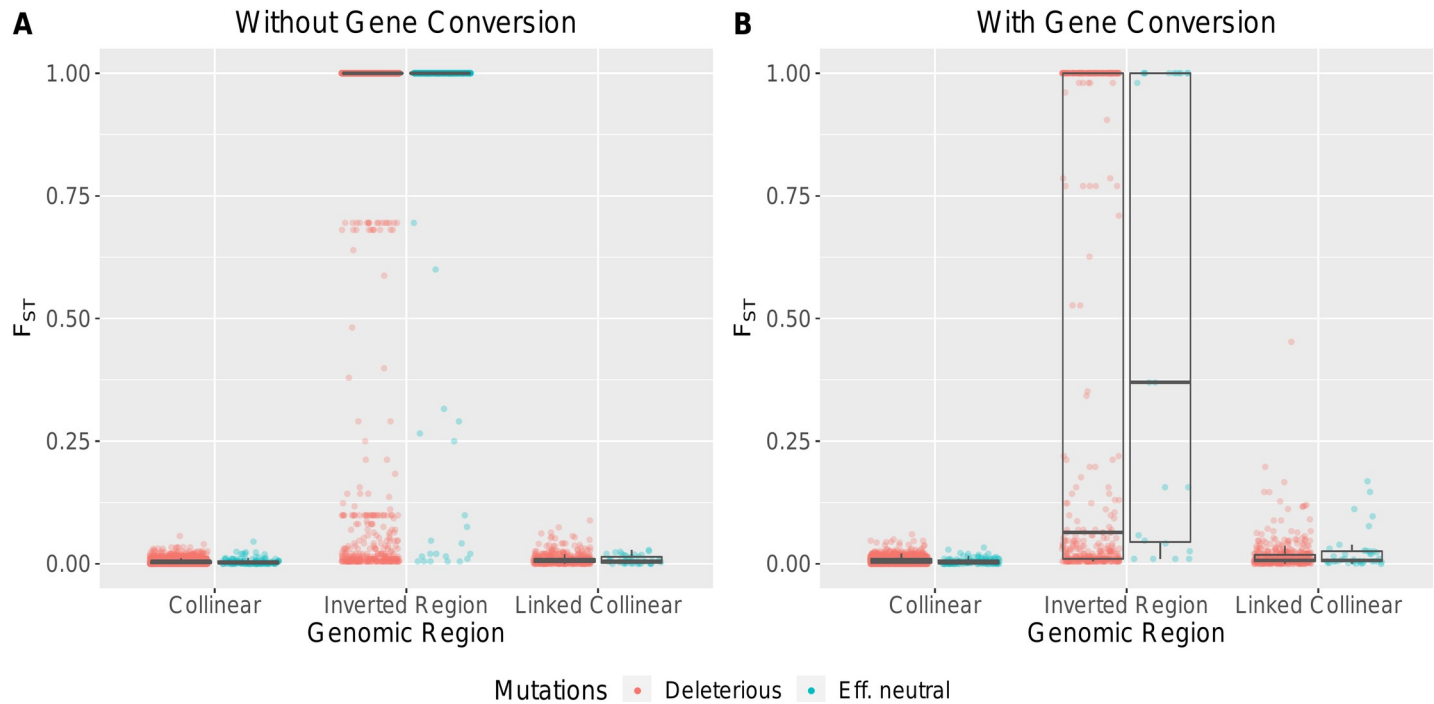 A
Without Gene Conversion
1.00
0.75
0.50
0.25
0.00
FST
Collinear
Inverted Region
Linked Collinear
Genomic Region
B
With Gene Conversion
1.00
0.75
0.50
0.25
0.00
FST
Collinear
Inverted Region
Linked Collinear
Genomic Region
Mutations
Deleterious
Eff. neutral